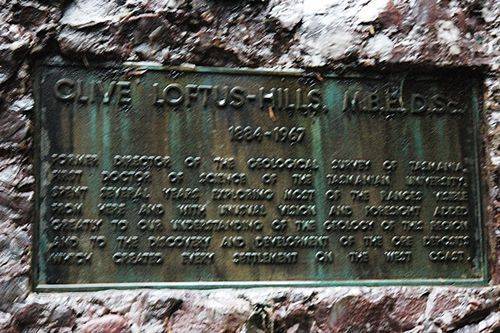 CLIVE LOFTUS-HILLS. M.B.E. D.Sc.
1884-1967
FORMER DIRECTOR OF THE GEOLOGICAL SURVEY OF TASMANIA.
FIRST DOCTOR OF SCIENCE OF THE TASMANIAN UNIVERSITY.
SPENT SEVERAL YEARS EXPLORING MOST OF THE RANGES VISIBLE
FROM HERE AND WITH UNUSUAL VISION AND FORESIGHT ADDED
GREATLY TO OUR UNDERSTANDING OF THE GEOLOGY OF THIS REGION
AND TO THE DISCOVERY AND DEVELOPMENT OF THE ORE DEPOSITS
WHICH CREATED EVERY SETTLEMENT ON THE WEST COAST.